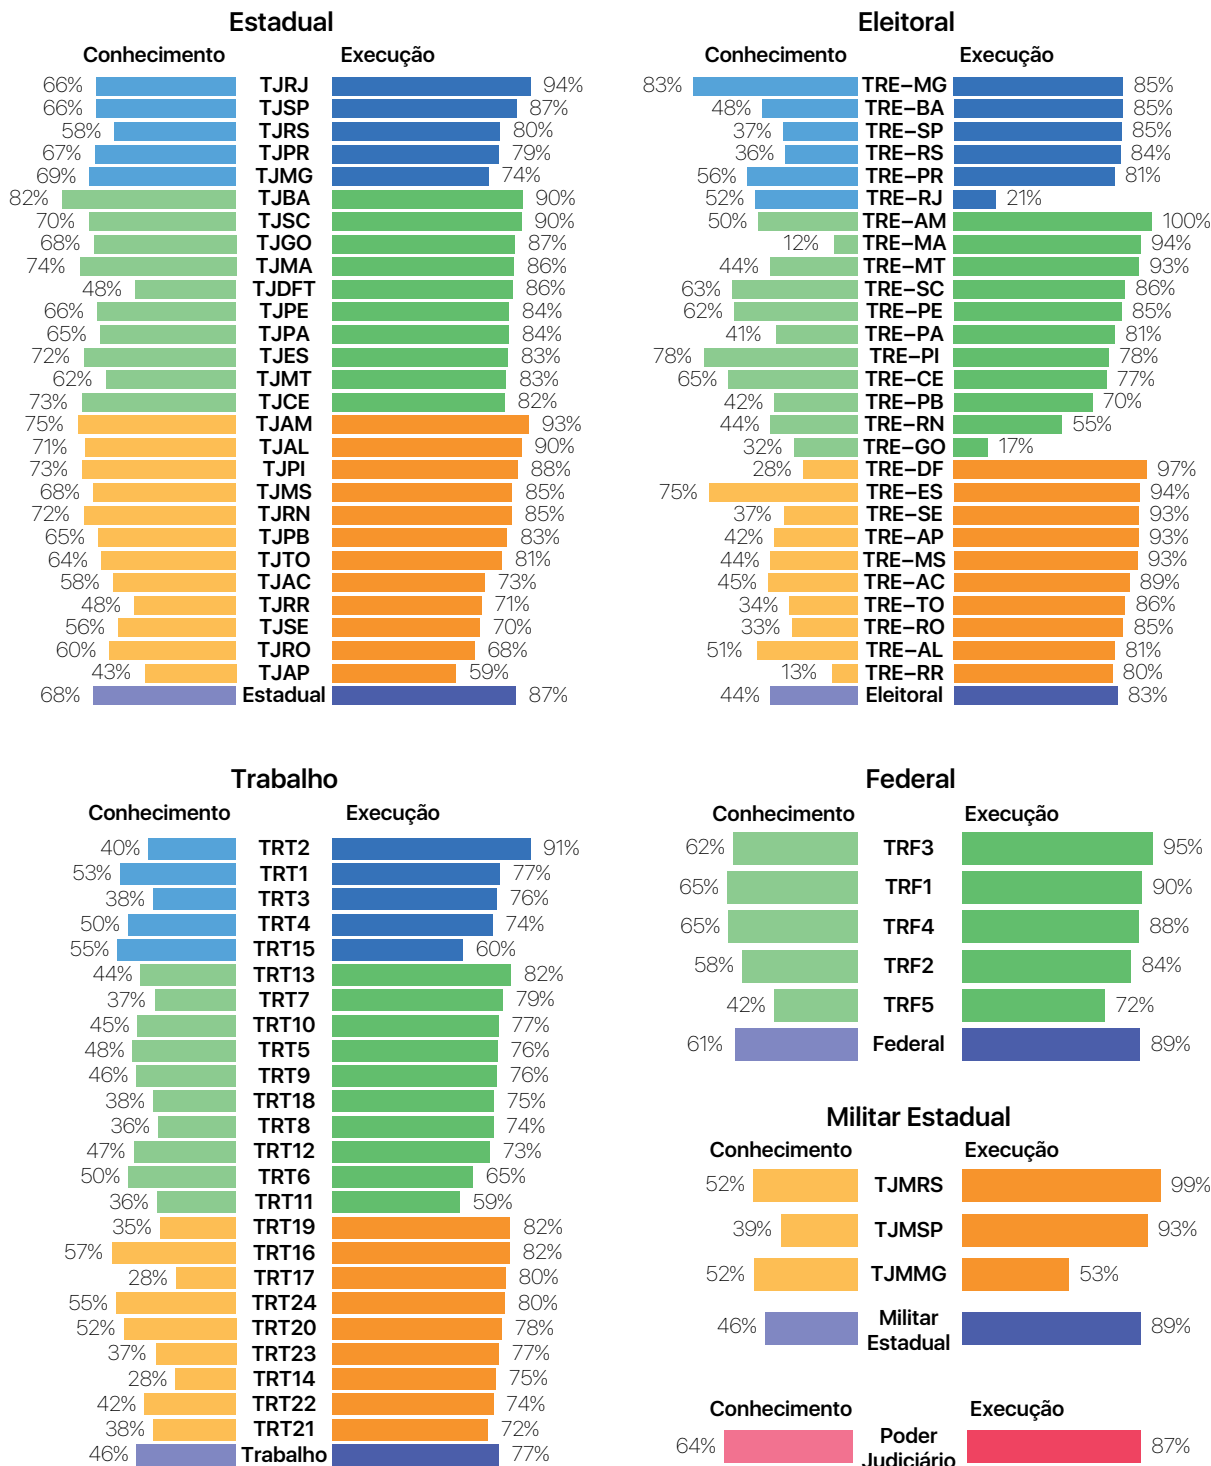 Estadual
Conhecimento Execução
66% TJRJ 94%
66% TJSP 87%
58% TJRS 80%
67% TJPR 79%
69% TJMG 74%
82% TJBA 90%
70% TJSC 90%
68% TJGO 87%
74% TJMA 86%
48% TJDFT 86%
66% TJPE 84%
65% TJPA 84%
72% TJES 83%
62% TJMT 83%
73% TJCE 82%
75% TJAM 93%
71% TJAL 90%
73% TJPI 88%
68% TJMS 85%
72% TJRN 85%
65% TJPB 83%
64% TJTO 81%
58% TJAC 73%
48% TJRR 71%
56% TJSE 70%
60% TJRO 68%
43% TJAP 59%
68% Estadual 87%
Eleitoral
Conhecimento Execução
83% TRE–MG 85%
48% TRE–BA 85%
37% TRE–SP 85%
36% TRE–RS 84%
56% TRE–PR 81%
52% TRE–RJ 21%
50% TRE–AM 100%
12% TRE–MA 94%
44% TRE–MT 93%
63% TRE–SC 86%
62% TRE–PE 85%
41% TRE–PA 81%
78% TRE–PI 78%
65% TRE–CE 77%
42% TRE–PB 70%
44% TRE–RN 55%
32% TRE–GO 17%
28% TRE–DF 97%
75% TRE–ES 94%
37% TRE–SE 93%
42% TRE–AP 93%
44% TRE–MS 93%
45% TRE–AC 89%
34% TRE–TO 86%
33% TRE–RO 85%
51% TRE–AL 81%
13% TRE–RR 80%
44% Eleitoral 83%
Trabalho
Conhecimento Execução
40% TRT2 91%
53% TRT1 77%
38% TRT3 76%
50% TRT4 74%
55% TRT15 60%
44% TRT13 82%
37% TRT7 79%
45% TRT10 77%
48% TRT5 76%
46% TRT9 76%
38% TRT18 75%
36% TRT8 74%
47% TRT12 73%
50% TRT6 65%
36% TRT11 59%
35% TRT19 82%
57% TRT16 82%
28% TRT17 80%
55% TRT24 80%
52% TRT20 78%
37% TRT23 77%
28% TRT14 75%
42% TRT22 74%
38% TRT21 72%
46% Trabalho 77%
Federal
Conhecimento Execução
62% TRF3 95%
65% TRF1 90%
65% TRF4 88%
58% TRF2 84%
42% TRF5 72%
61% Federal 89%
Militar Estadual
Conhecimento Execução
52% TJMRS 99%
39% TJMSP 93%
52% TJMMG 53%
46% Militar 89%
Estadual
Conhecimento Execução
64% Poder 87%
Judiciário